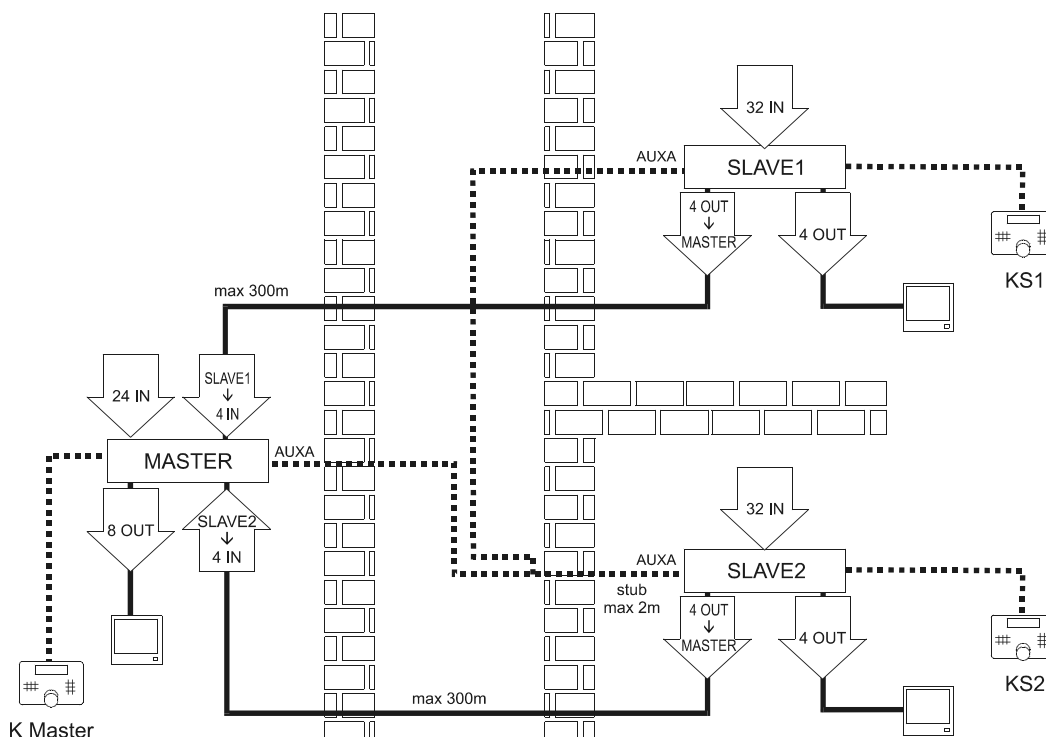 32 IN
AUXA
SLAVE1
4 OUT
MASTER
4 OUT
KS1
max 300m
24 IN
SLAVE1
4 IN
MASTER
AUXA
8 OUT
SLAVE2
4 IN
K Master
32 IN
AUXA
SLAVE2
stub
max 2m
4 OUT
MASTER
4 OUT
KS2
max 300m